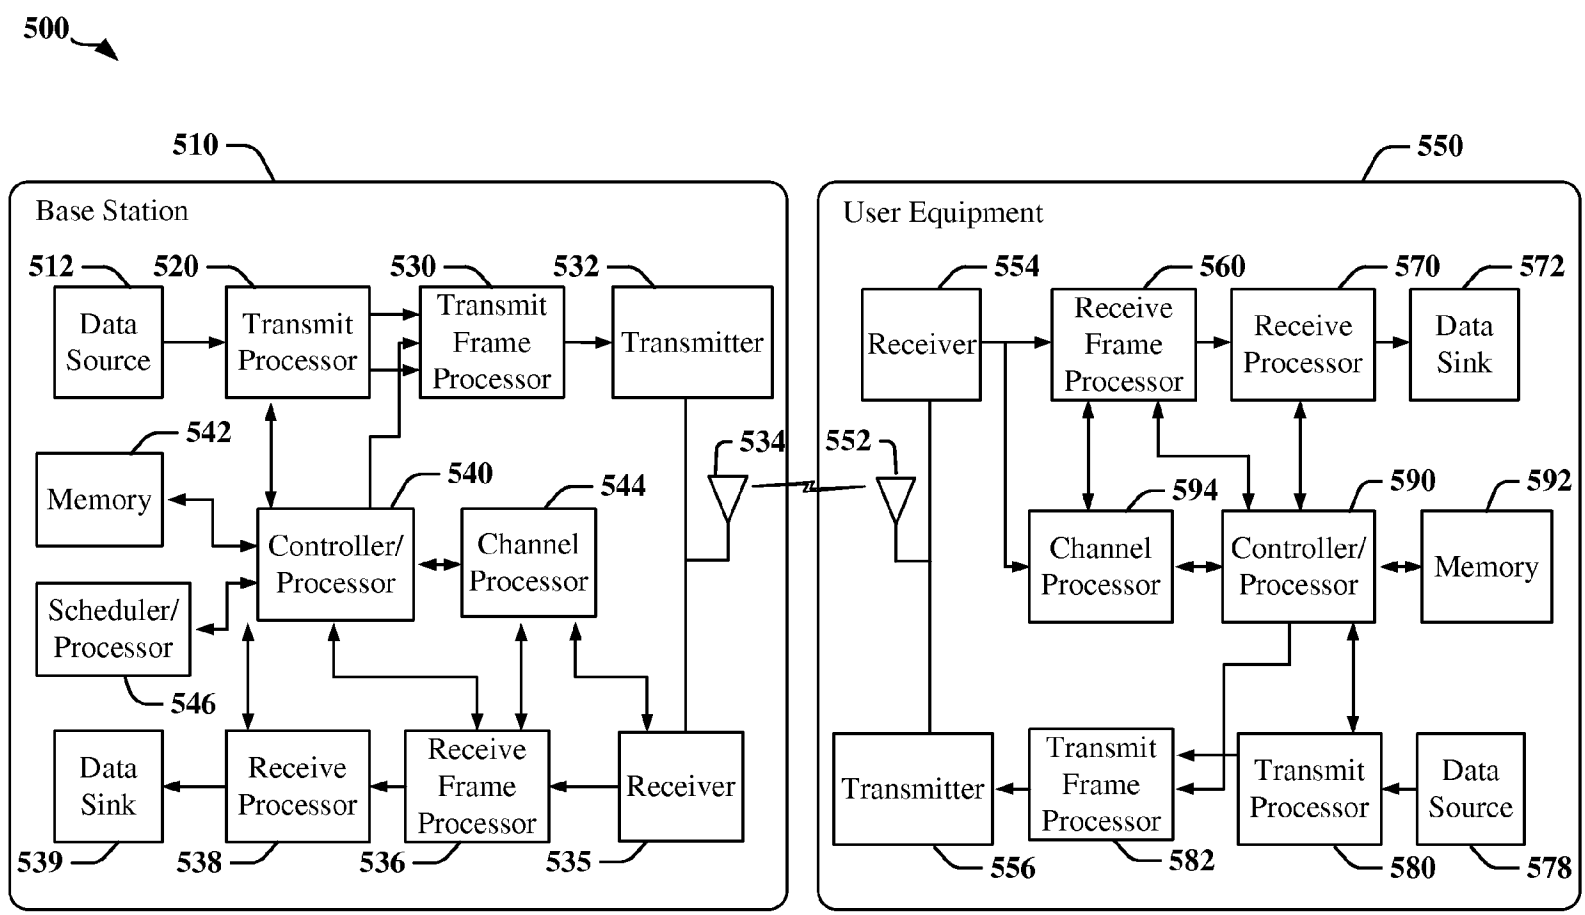 500
510
550
Base Station
User Equipment
512
520
530
532
554
560
570
572
Data
Source
Transmit
Processor
Transmit
Frame
Processor
Transmitter
Receiver
Receive
Frame
Processor
Receive
Processor
Data
Sink
542
540
544
534
552
594
590
592
Memory
Controller/
Processor
Channel
Processor
Channel
Processor
Controller/
Processor
Memory
Scheduler/
Processor
546
Data
Sink
Receive
Processor
Receive
Frame
Processor
Receiver
Transmitter
Transmit
Frame
Processor
Transmit
Processor
Data
Source
539
538
536
535
556
582
580
578